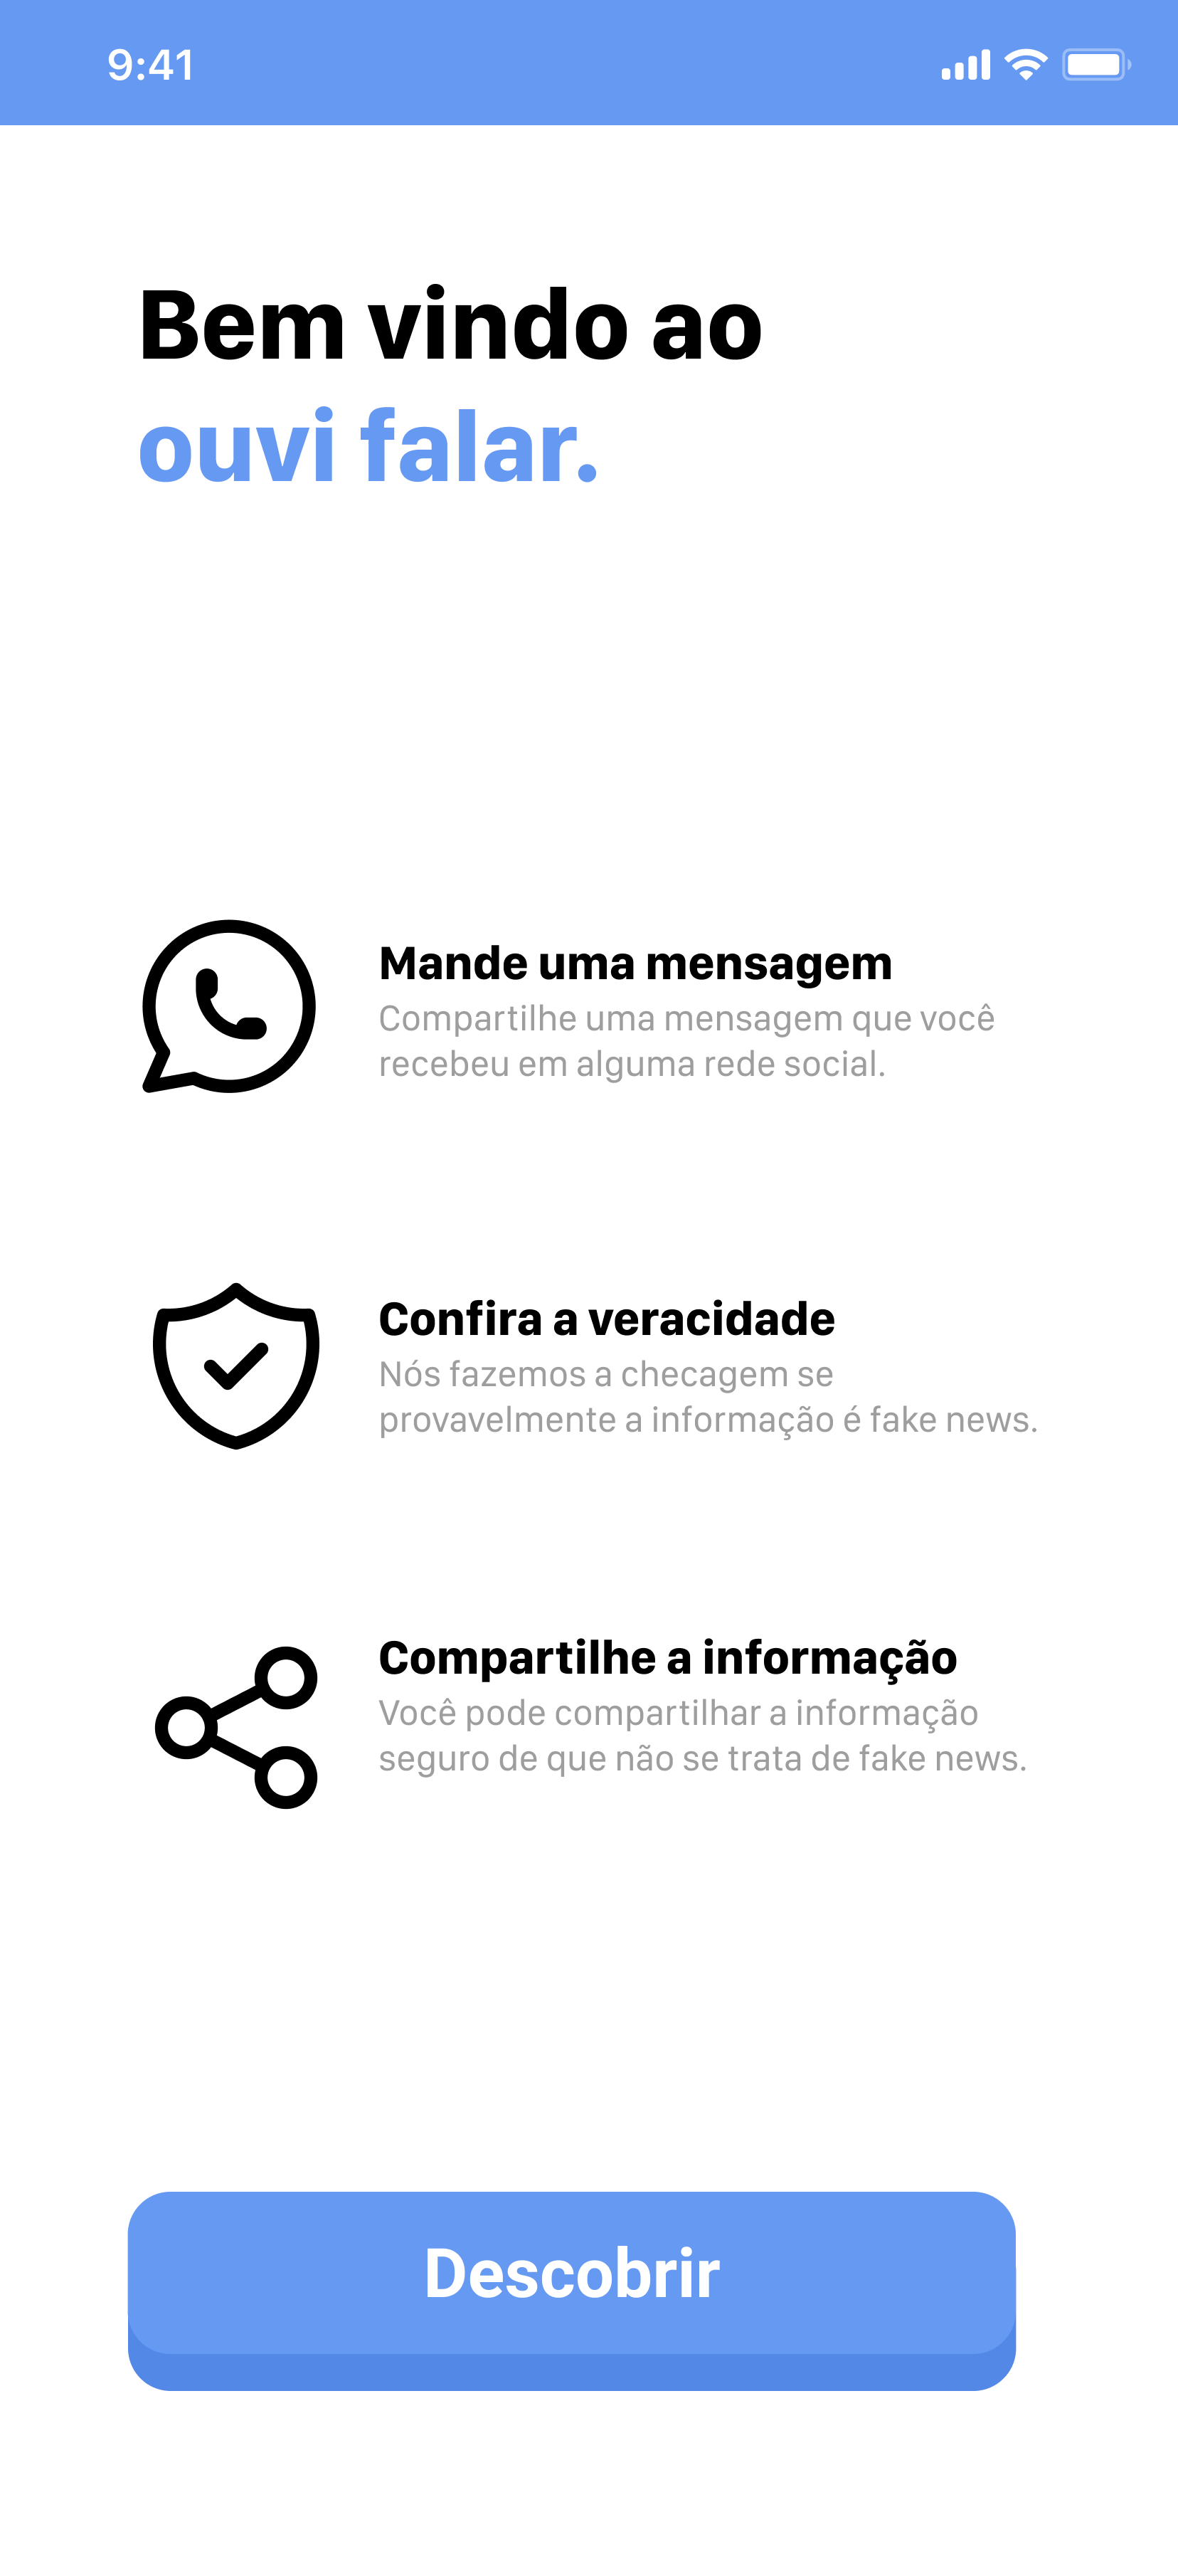 9:41
Bem vindo ao
ouvi falar.
Mande uma mensagem
Compartilhe uma mensagem que você
recebeu em alguma rede social.
Confira a veracidade
Nós fazemos a checagem se
provavelmente a informação é fake news.
Compartilhe a informação
Você pode compartilhar a informação
seguro de que não se trata de fake news.
Descobrir